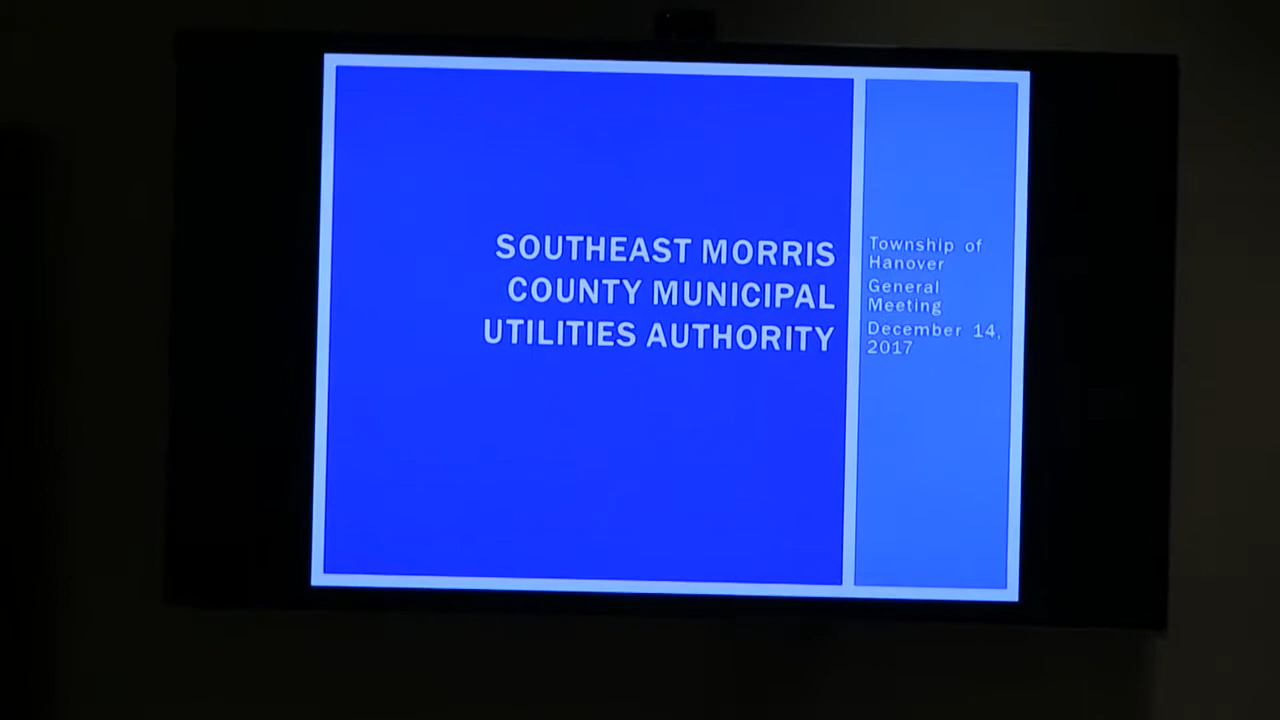 SOUTHEAST MORRIS
COUNTY MUNICIPAL
UTILITIES AUTHORITY
Township of
Hanover
General
Meeting
December 14,
2017